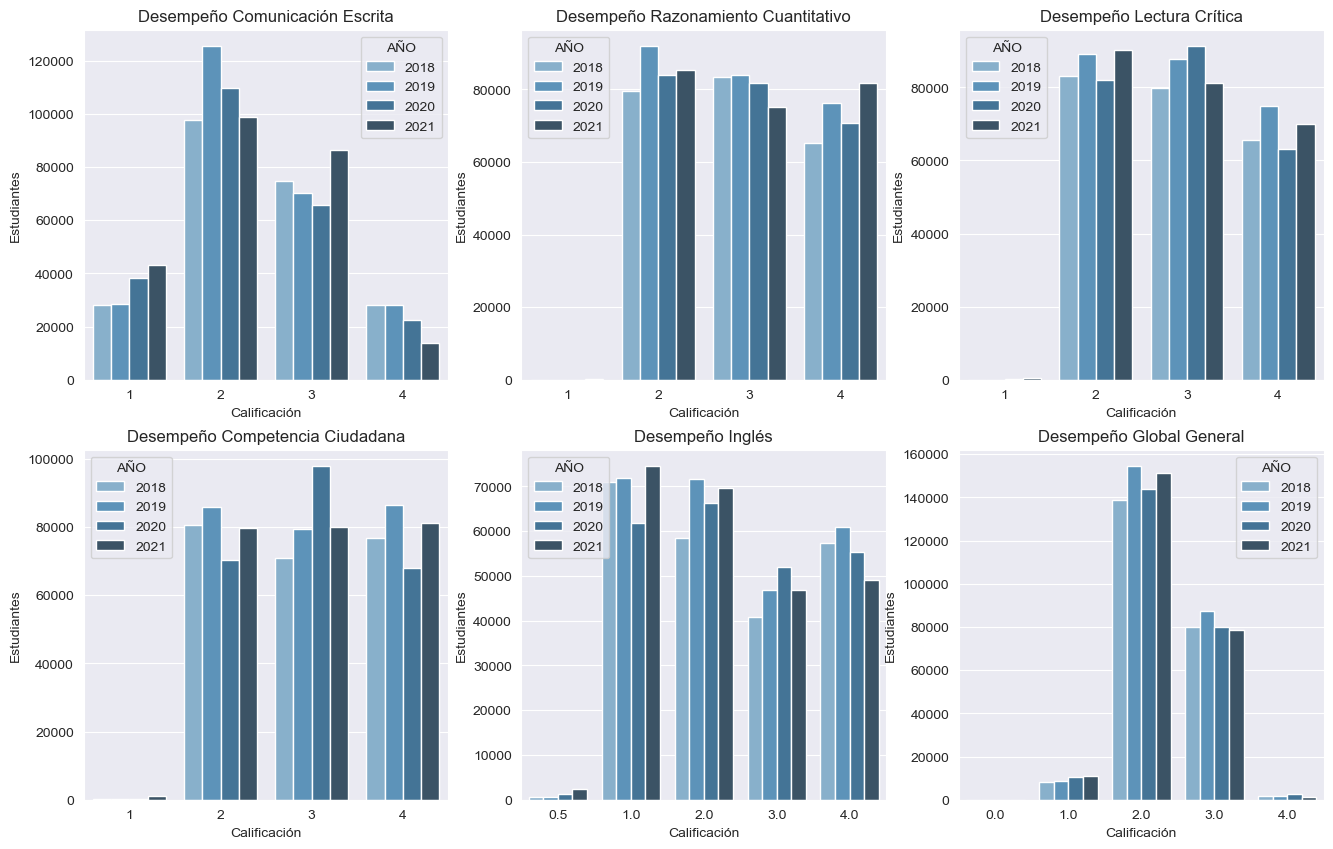 Desempeño Comunicación Escrita
AÑO
2018
2019
2020
2021
120000
100000
80000
60000
40000
20000
0
Estudiantes
1 2 3 4
Calificación
Desempeño Razonamiento Cuantitativo
AÑO
2018
2019
2020
2021
80000
60000
40000
20000
0
Estudiantes
1 2 3 4
Calificación
Desempeño Lectura Crítica
AÑO
2018
2019
2020
2021
80000
60000
40000
20000
0
Estudiantes
1 2 3 4
Calificación
Desempeño Competencia Ciudadana
AÑO
2018
2019
2020
2021
100000
80000
60000
40000
20000
0
Estudiantes
1 2 3 4
Calificación
Desempeño Inglés
AÑO
2018
2019
2020
2021
70000
60000
50000
40000
30000
20000
10000
0
Estudiantes
0.5 1.0 2.0 3.0 4.0
Calificación
Desempeño Global General
AÑO
2018
2019
2020
2021
160000
140000
120000
100000
80000
60000
40000
20000
0
Estudiantes
0.0 1.0 2.0 3.0 4.0
Calificación